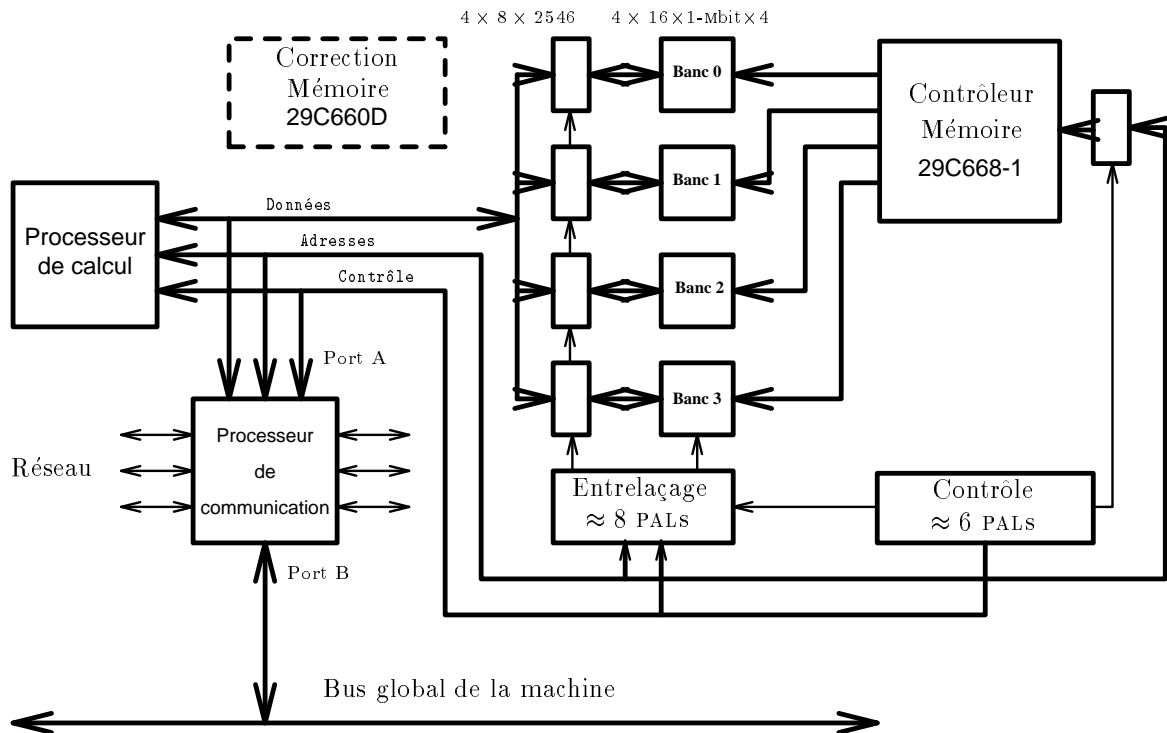 4 × 8 × 2546
4 × 16×1-Mbit×4
Correction
Mémoire
29C660D
Banc 0
Contrôleur
Mémoire
29C668-1
Banc 1
Processeur
de calcul
Données
Adresses
Contrôle
Banc 2
Port A
Banc 3
Réseau
Processeur
de
communication
Entrelaçage
≈ 8 PALs
Contrôle
≈ 6 PALs
Port B
Bus global de la machine